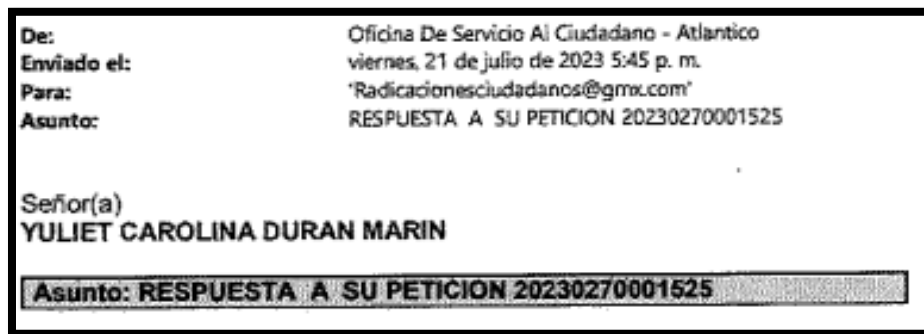 De: Oficina De Servicio Al Ciudadano - Atlantico
Enviado el: viernes, 21 de julio de 2023 5:45 p. m.
Para: 'Radicacionesciudadanos@gmx.com'
Asunto: RESPUESTA A SU PETICION 20230270001525
Señor(a)
YULIET CAROLINA DURAN MARIN
Asunto: RESPUESTA A SU PETICION 20230270001525